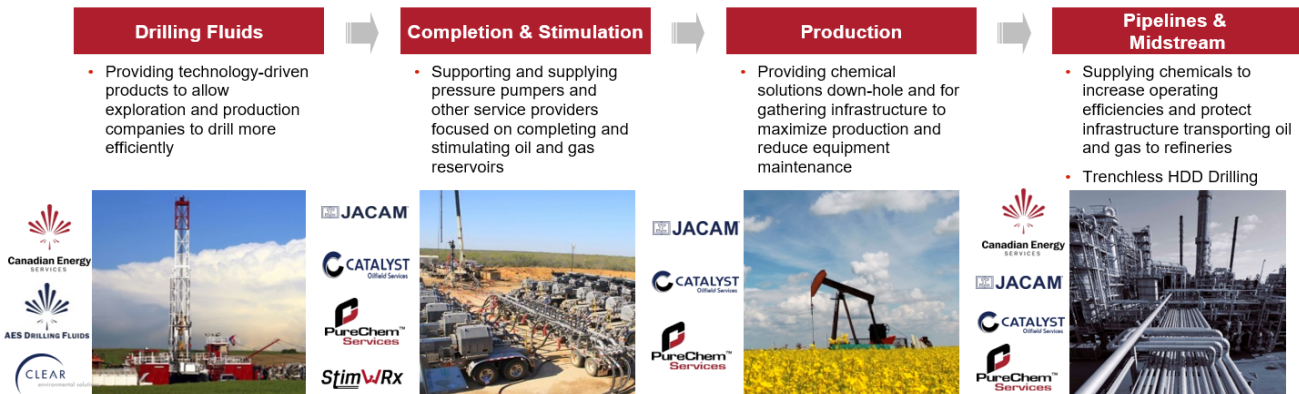 Drilling Fluids
Completion & Stimulation
Production
Pipelines &
Midstream
• Providing technology-driven
products to allow
exploration and production
companies to drill more
efficiently
• Supporting and supplying
pressure pumpers and
other service providers
focused on completing and
stimulating oil and gas
reservoirs
• Providing chemical
solutions down-hole and for
gathering infrastructure to
maximize production and
reduce equipment
maintenance
• Supplying chemicals to
increase operating
efficiencies and protect
infrastructure transporting oil
and gas to refineries
• Trenchless HDD Drilling
Canadian Energy
SERVICES
AES DRILLING FLUIDS
CLEAR
environmental solutio
JACAM
CATALYST
Oilfield Services
PureChem™
Services
StimWRx
JACAM
CATALYST
Oilfield Services
PureChem™
Services
Canadian Energy
SERVICES
JACAM
CATALYST
Oilfield Services
PureChem™
Services